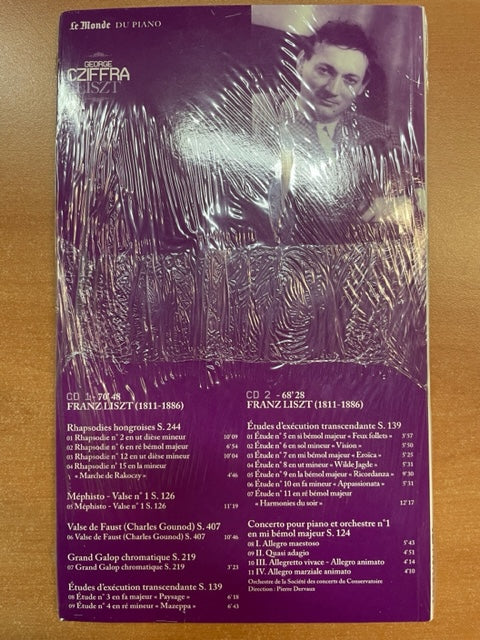 Le Monde DU PIANO
GEORGE
CZIFFRA
LISZT
CD 1 - 70'48
FRANZ LISZT (1811-1886)
Rhapsodies hongroises S. 244
01 Rhapsodie n° 2 en ut dièse mineur 10'09
02 Rhapsodie n° 6 en ré bémol majeur 6'54
03 Rhapsodie n° 12 en ut dièse mineur 10'04
04 Rhapsodie n° 15 en la mineur
« Marche de Rakoczy » 4'46
Méphisto - Valse n° 1 S. 126
05 Méphisto - Valse n° 1 S. 126 11'19
Valse de Faust (Charles Gounod) S. 407
06 Valse de Faust (Charles Gounod) S. 407 10'46
Grand Galop chromatique S. 219
07 Grand Galop chromatique S. 219 3'23
Études d'exécution transcendante S. 139
08 Étude n° 3 en fa majeur « Paysage » 6'18
09 Étude n° 4 en ré mineur « Mazeppa » 6'43
CD 2 - 68'28
FRANZ LISZT (1811-1886)
Études d'exécution transcendante S. 139
01 Étude n° 5 en si bémol majeur « Feux follets » 3'57
02 Étude n° 6 en sol mineur « Vision » 5'50
03 Étude n° 7 en mi bémol majeur « Eroïca » 5'25
04 Étude n° 8 en ut mineur « Wilde Jagde » 5'31
05 Étude n° 9 en la bémol majeur « Ricordanza » 9'30
06 Étude n° 10 en fa mineur « Appassionata » 5'31
07 Étude n° 11 en ré bémol majeur
« Harmonies du soir » 12'17
Concerto pour piano et orchestre n°1
en mi bémol majeur S. 124
08 I. Allegro maestoso 5'43
09 II. Quasi adagio 4'51
10 III. Allegretto vivace - Allegro animato 4'14
11 IV. Allegro marziale animato 4'10
Orchestre de la Société des concerts du Conservatoire
Direction : Pierre Dervaux